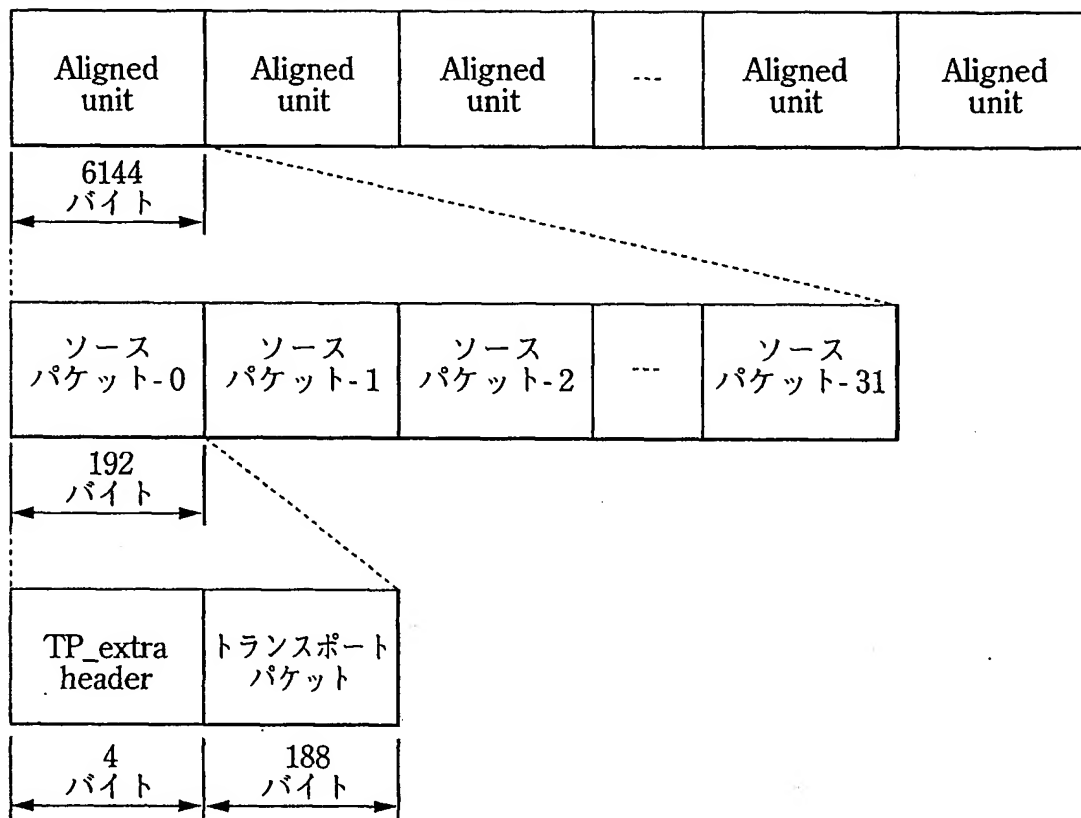 Aligned
unit
Aligned
unit
Aligned
unit
---
Aligned
unit
Aligned
unit
6144
バイト
ソース
パケット-0
ソース
パケット-1
ソース
パケット-2
---
ソース
パケット-31
192
バイト
TP_extra
header
トランスポート
パケット
4
バイト
188
バイト